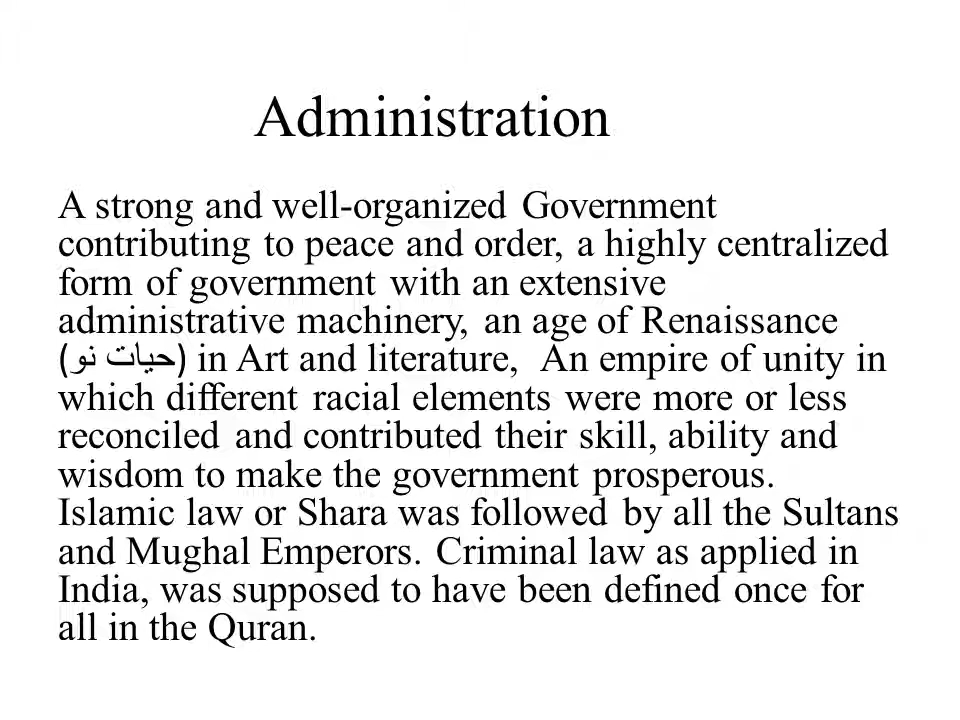 Administration
A strong and well-organized Government
contributing to peace and order, a highly centralized
form of government with an extensive
administrative machinery, an age of Renaissance
(حیات نو) in Art and literature,  An empire of unity in
which different racial elements were more or less
reconciled and contributed their skill, ability and
wisdom to make the government prosperous.
Islamic law or Shara was followed by all the Sultans
and Mughal Emperors. Criminal law as applied in
India, was supposed to have been defined once for
all in the Quran.